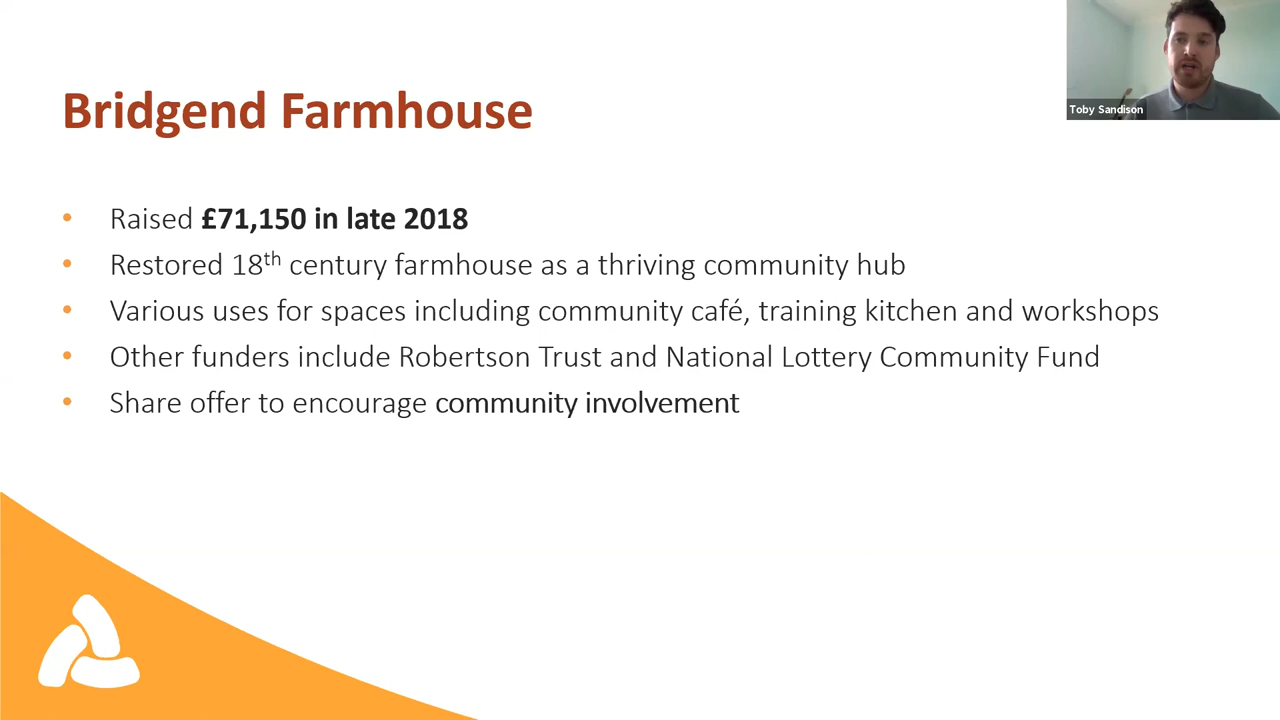 Toby Sandison
Bridgend Farmhouse
• Raised £71,150 in late 2018
• Restored 18th century farmhouse as a thriving community hub
• Various uses for spaces including community café, training kitchen and workshops
• Other funders include Robertson Trust and National Lottery Community Fund
• Share offer to encourage community involvement